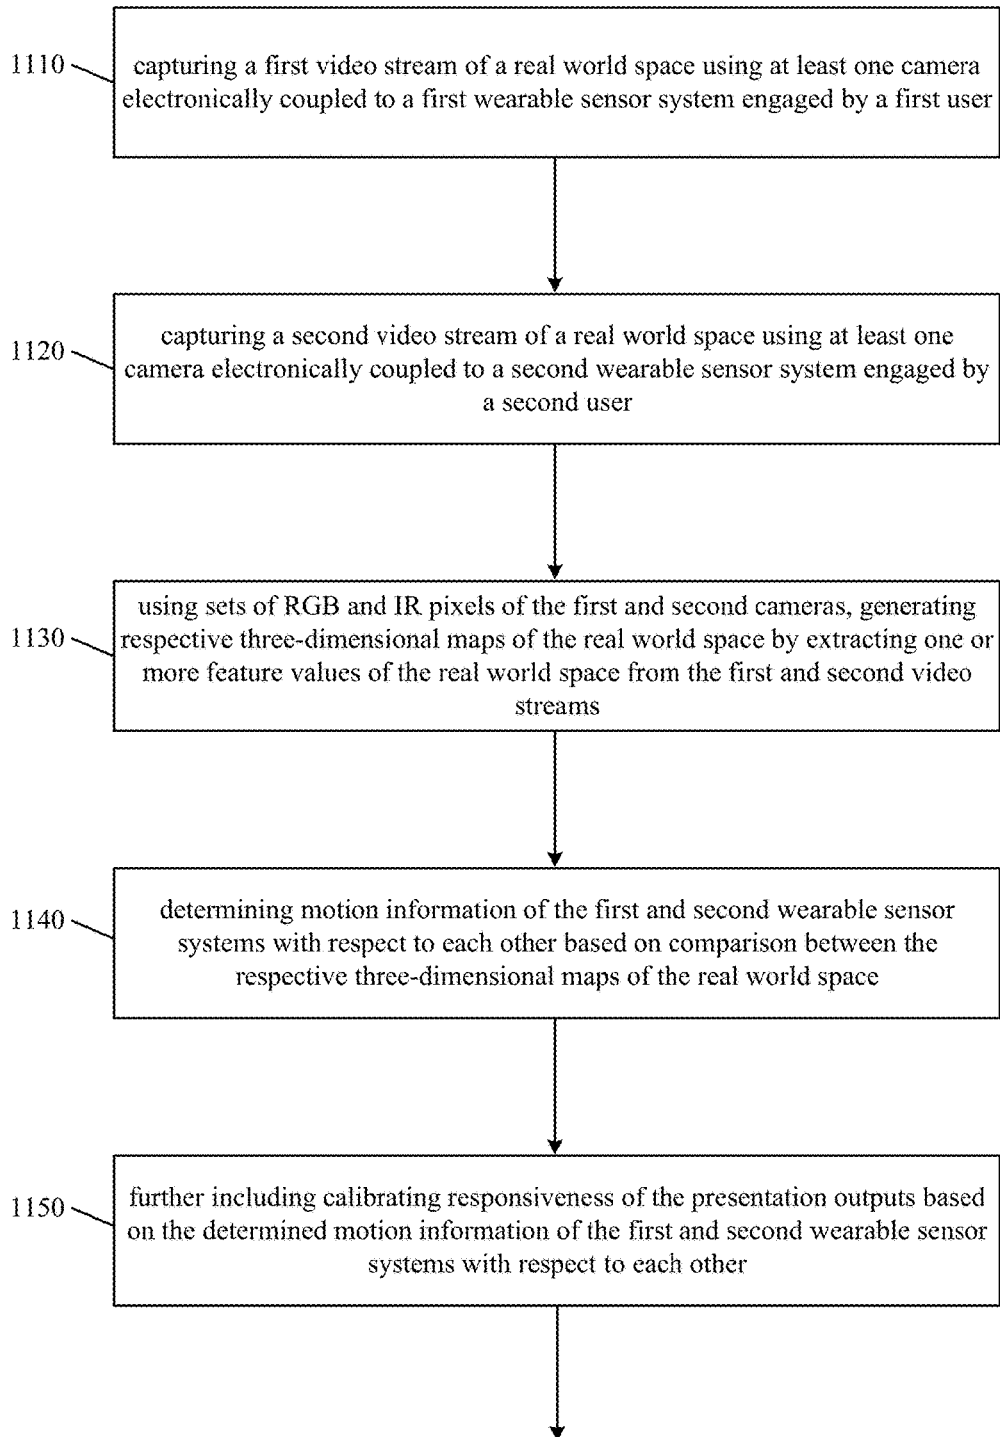 1110
capturing a first video stream of a real world space using at least one camera
electronically coupled to a first wearable sensor system engaged by a first user
1120
capturing a second video stream of a real world space using at least one
camera electronically coupled to a second wearable sensor system engaged by
a second user
1130
using sets of RGB and IR pixels of the first and second cameras, generating
respective three-dimensional maps of the real world space by extracting one or
more feature values of the real world space from the first and second video
streams
1140
determining motion information of the first and second wearable sensor
systems with respect to each other based on comparison between the
respective three-dimensional maps of the real world space
1150
further including calibrating responsiveness of the presentation outputs based
on the determined motion information of the first and second wearable sensor
systems with respect to each other